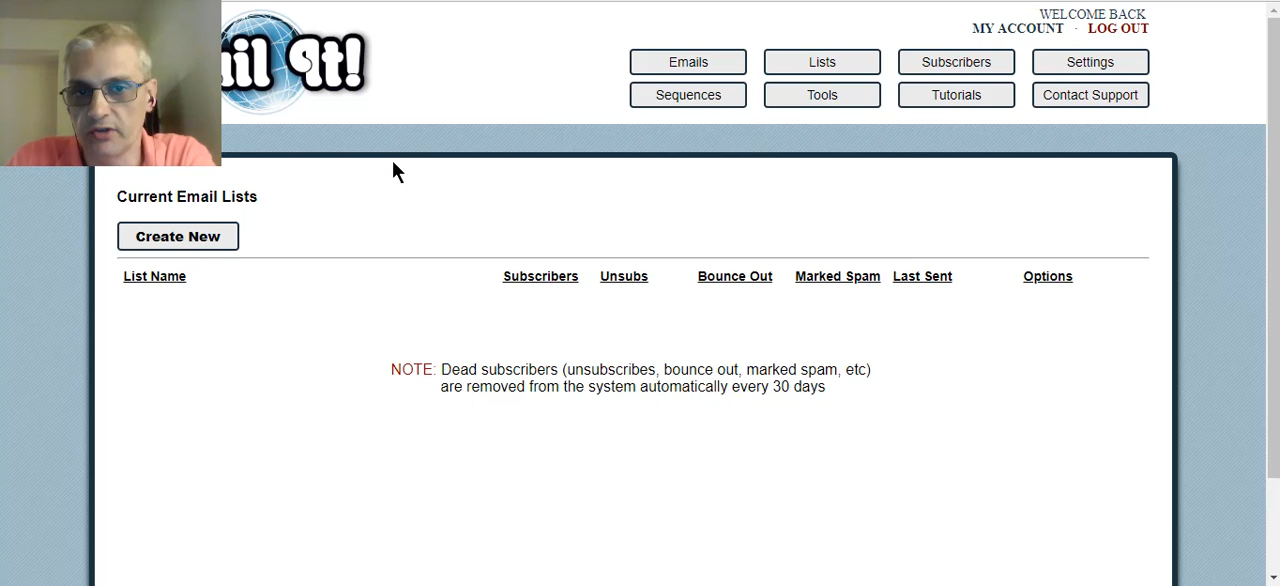 WELCOME BACK
MY ACCOUNT · LOG OUT
ail It!
Emails Lists Subscribers Settings
Sequences Tools Tutorials Contact Support
Current Email Lists
Create New
List Name Subscribers Unsubs Bounce Out Marked Spam Last Sent Options
NOTE: Dead subscribers (unsubscribes, bounce out, marked spam, etc)
are removed from the system automatically every 30 days